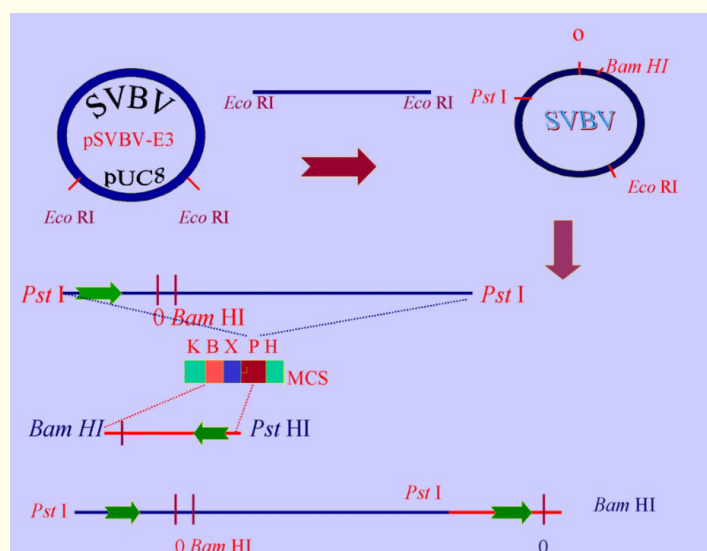 SVBV
pSVBV-E3
pUC8
Eco RI
Eco RI
Eco RI
Eco RI
O
Bam HI
Pst I
SVBV
Eco RI
Pst I
0 Bam HI
Pst I
K B X P H
MCS
Bam HI
Pst HI
Pst I
Pst I
Bam HI
0 Bam HI
0